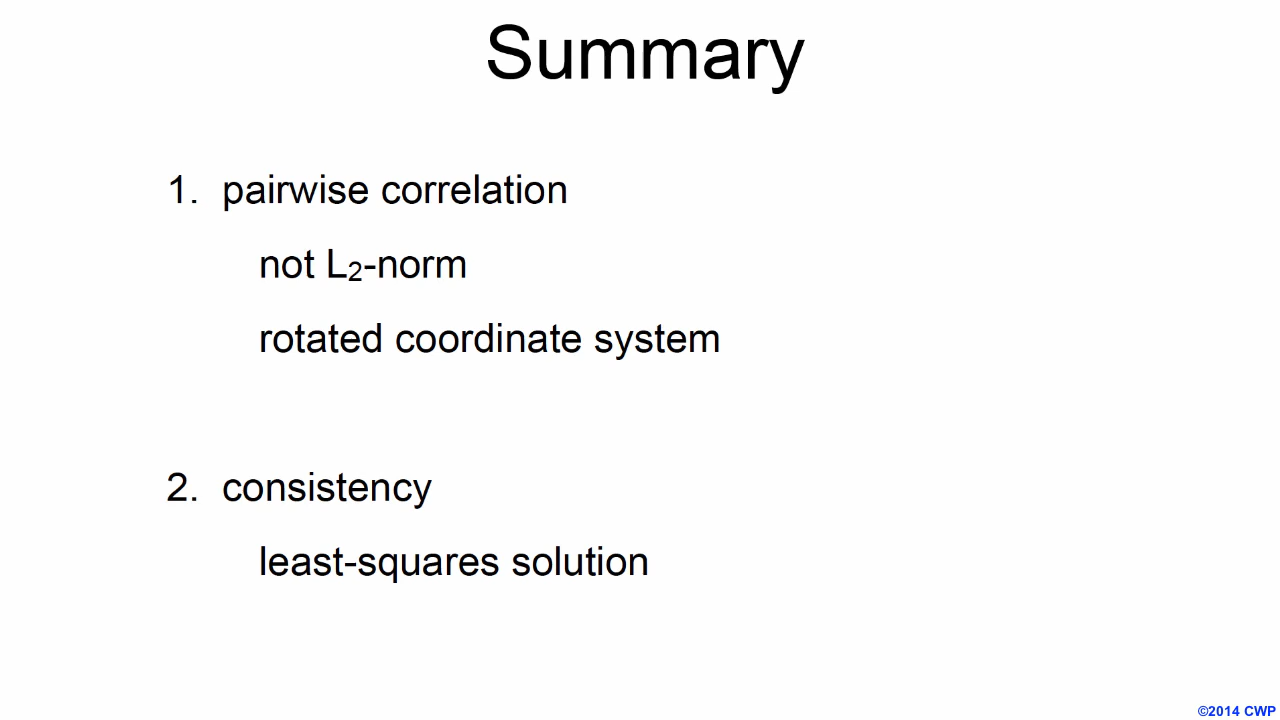 Summary
1. pairwise correlation
not L₂-norm
rotated coordinate system
2. consistency
least-squares solution
©2014 CWP